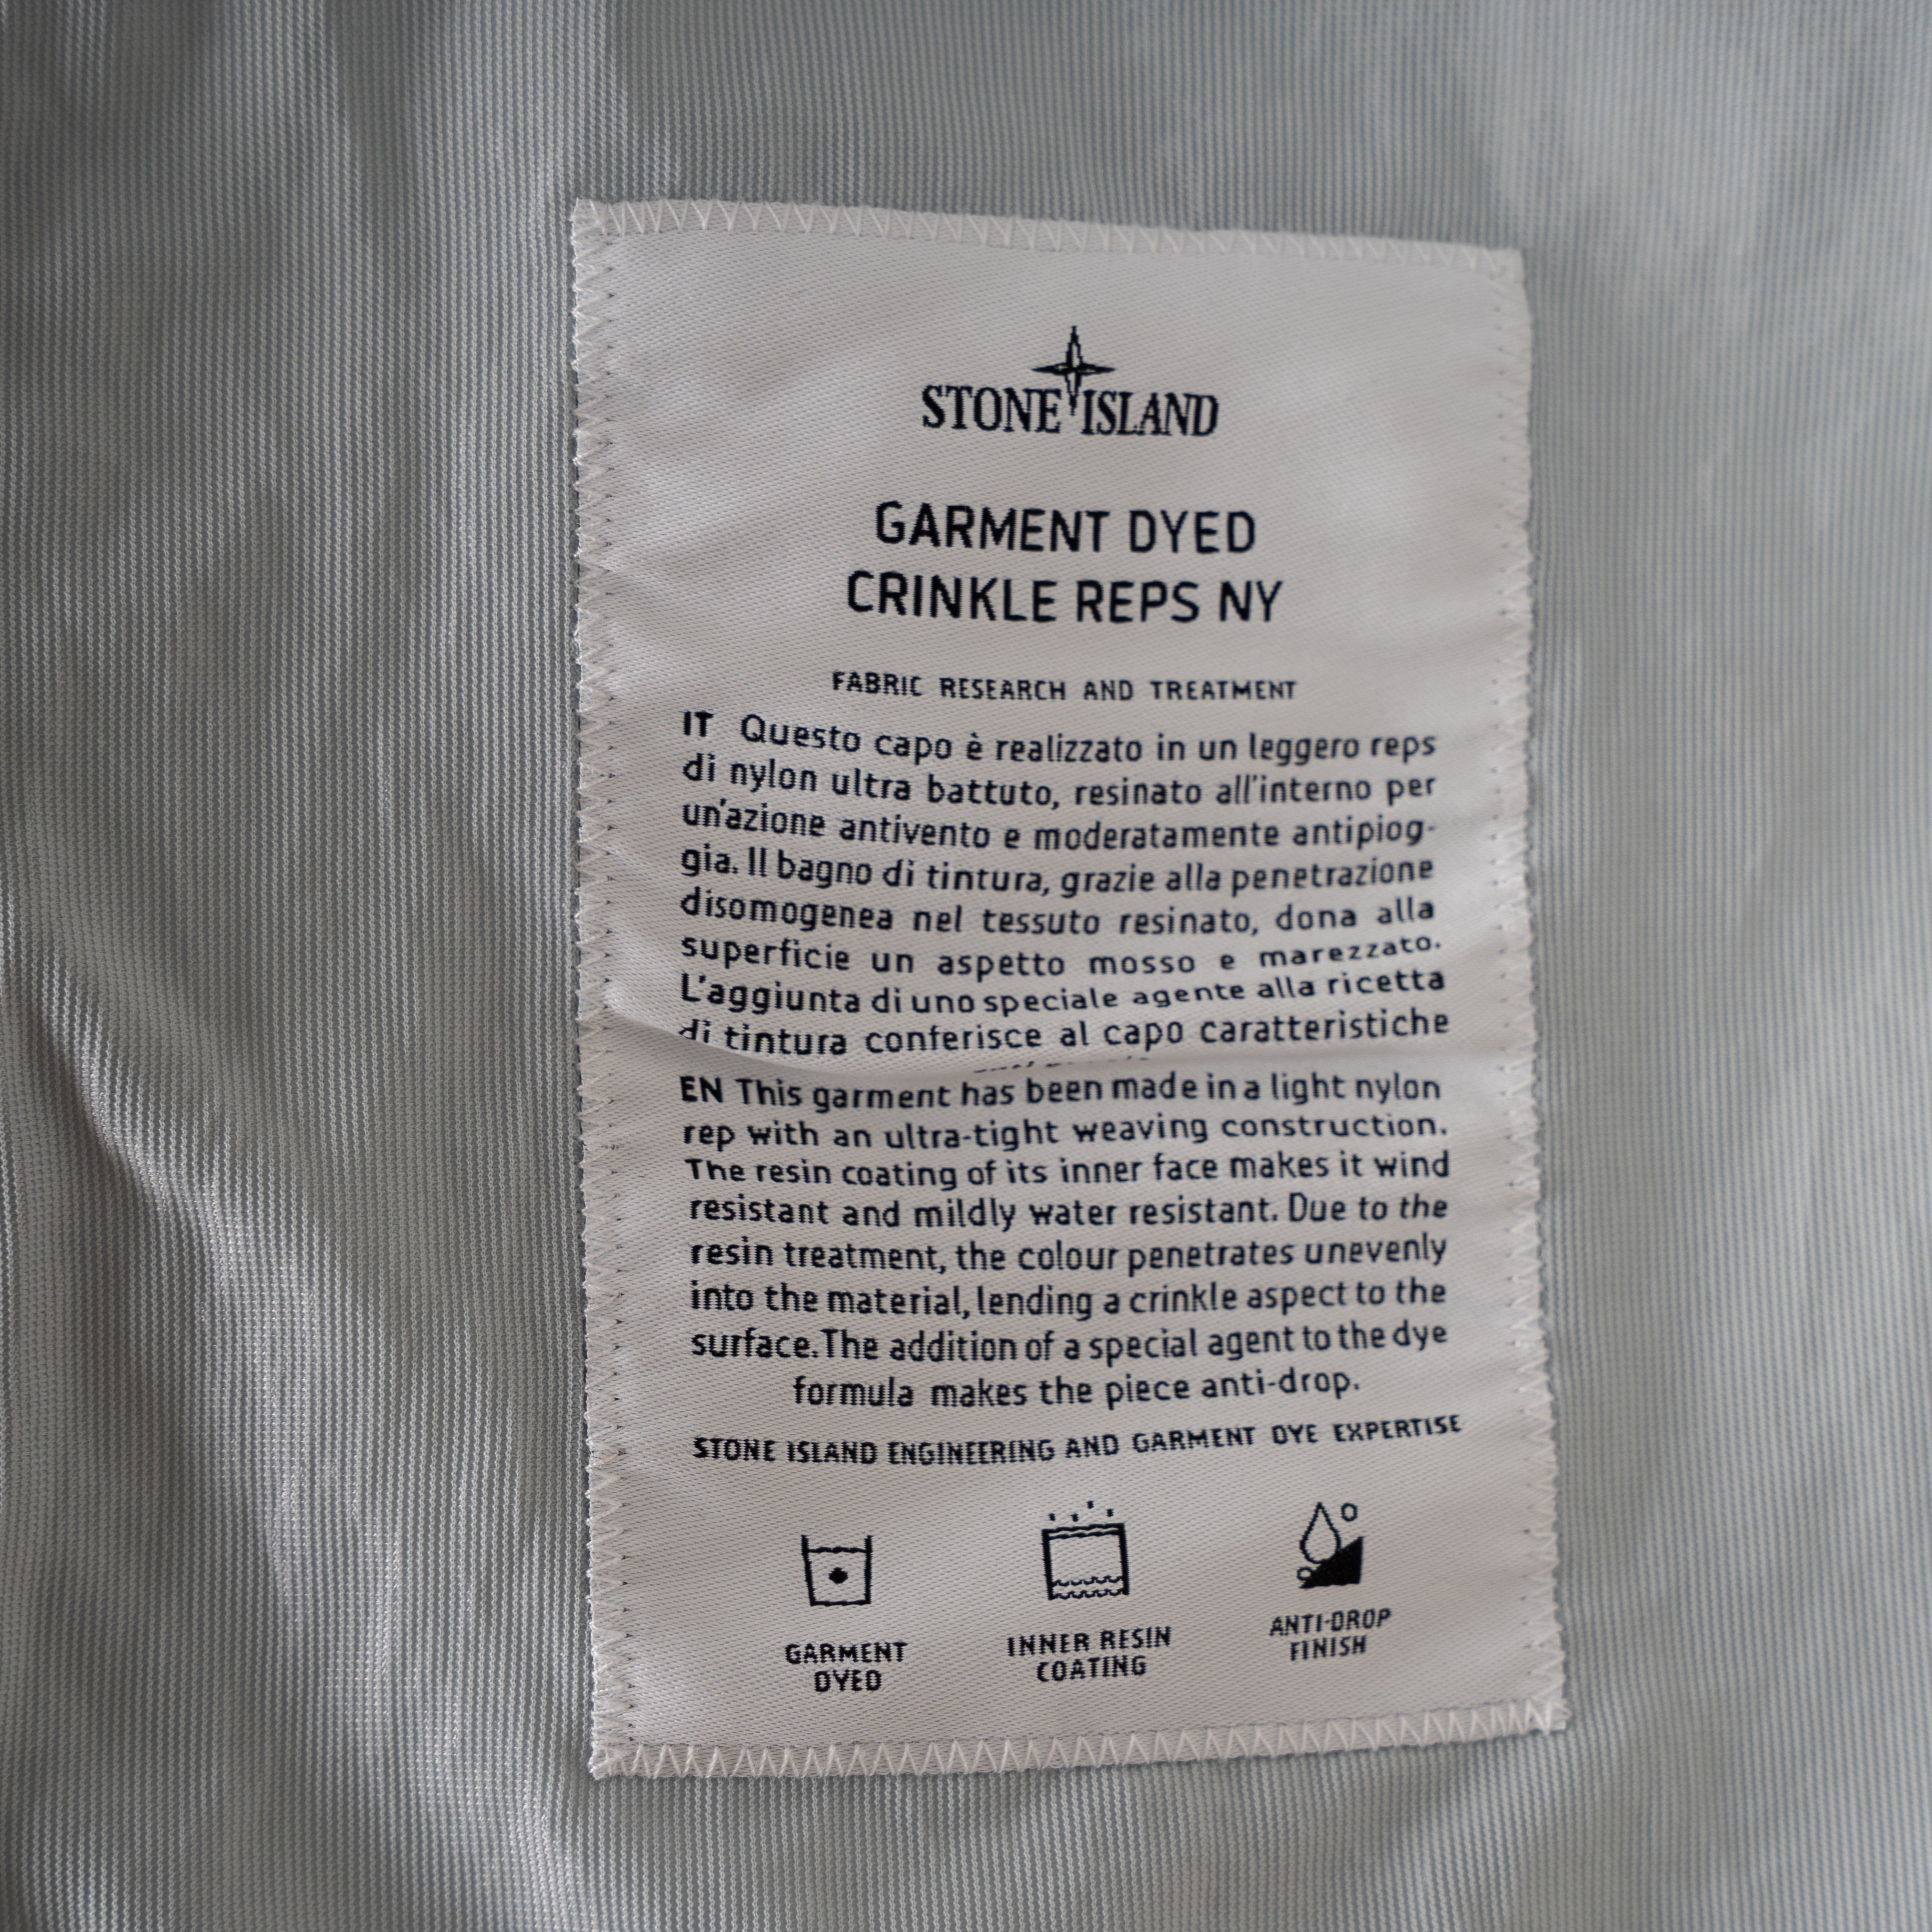 STONE ISLAND
GARMENT DYED
CRINKLE REPS NY
FABRIC RESEARCH AND TREATMENT
IT Questo capo è realizzato in un leggero reps
di nylon ultra battuto, resinato all'interno per
un'azione antivento e moderatamente antipiog-
gia. Il bagno di tintura, grazie alla penetrazione
disomogenea nel tessuto resinato, dona alla
superficie un aspetto mosso e marezzato.
L'aggiunta di uno speciale agente alla ricetta
di tintura conferisce al capo caratteristiche
EN This garment has been made in a light nylon
rep with an ultra-tight weaving construction.
The resin coating of its inner face makes it wind
resistant and mildly water resistant. Due to the
resin treatment, the colour penetrates unevenly
into the material, lending a crinkle aspect to the
surface. The addition of a special agent to the dye
formula makes the piece anti-drop.
STONE ISLAND ENGINEERING AND GARMENT DYE EXPERTISE
GARMENT
DYED
INNER RESIN
COATING
ANTI-DROP
FINISH